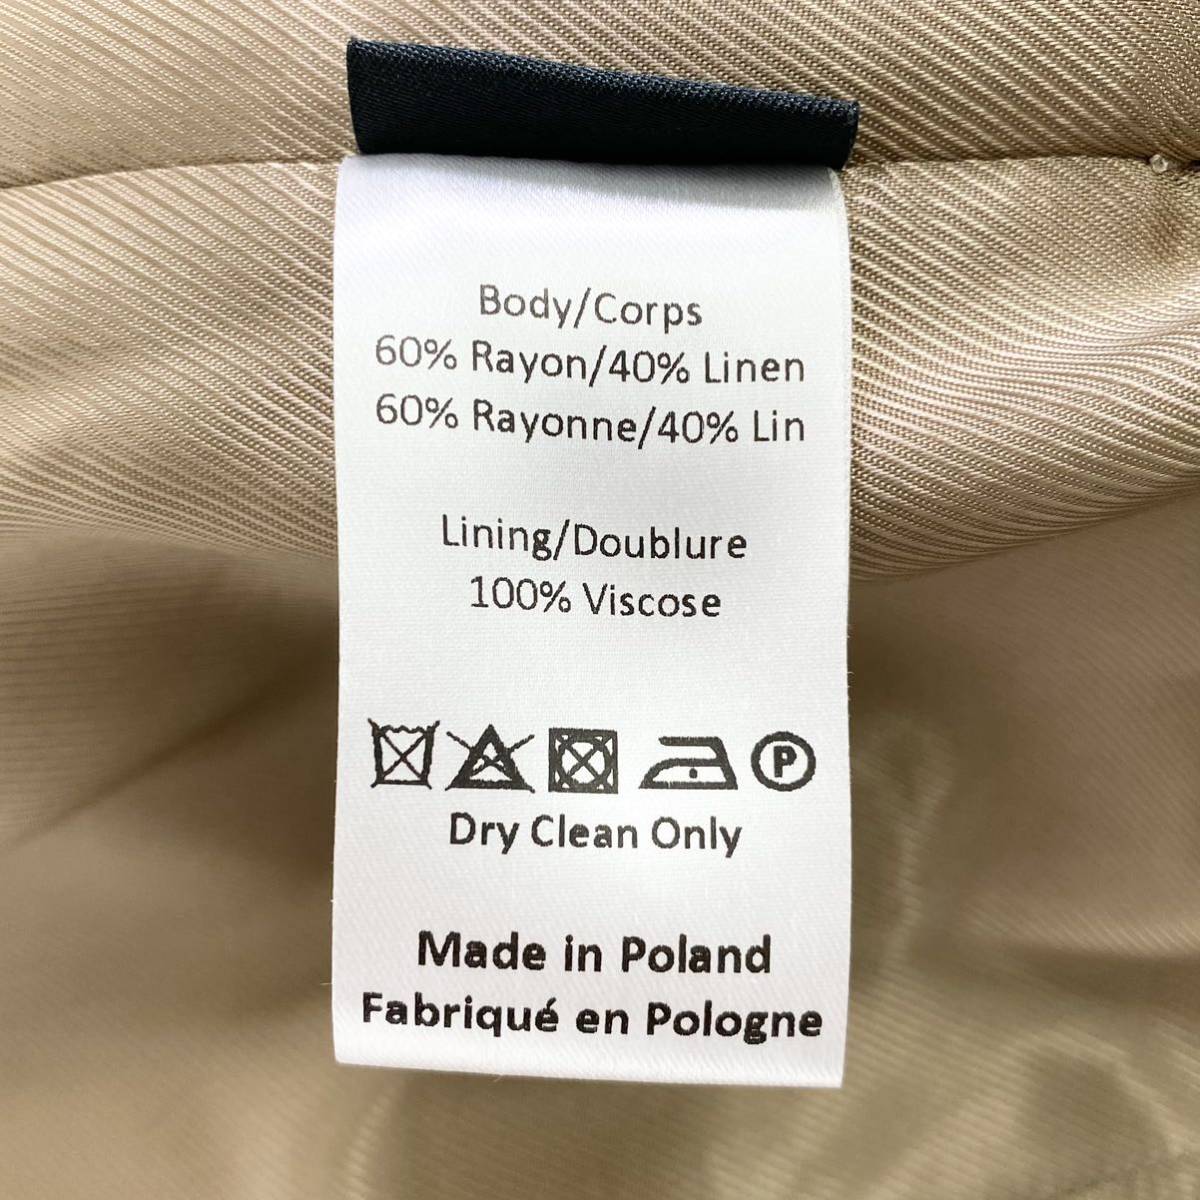 Body/Corps
60% Rayon/40% Linen
60% Rayonne/40% Lin
Lining/Doublure
100% Viscose
P
Dry Clean Only
Made in Poland
Fabriqué en Pologne